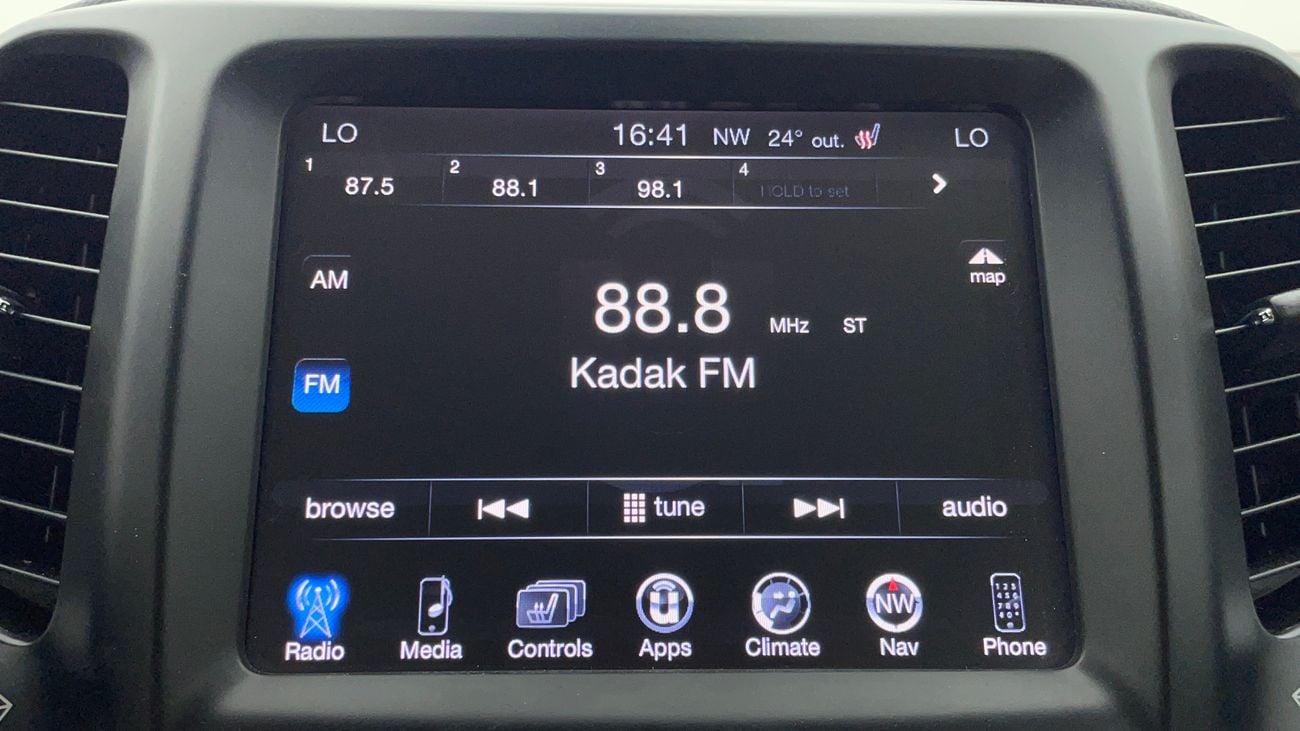 LO 16:41 NW 24° out. LO
1 87.5 2 88.1 3 98.1 4 HOLD to set
AM
map
88.8 MHz ST
Kadak FM
FM
browse tune audio
NW
Radio Media Controls Apps Climate Nav Phone